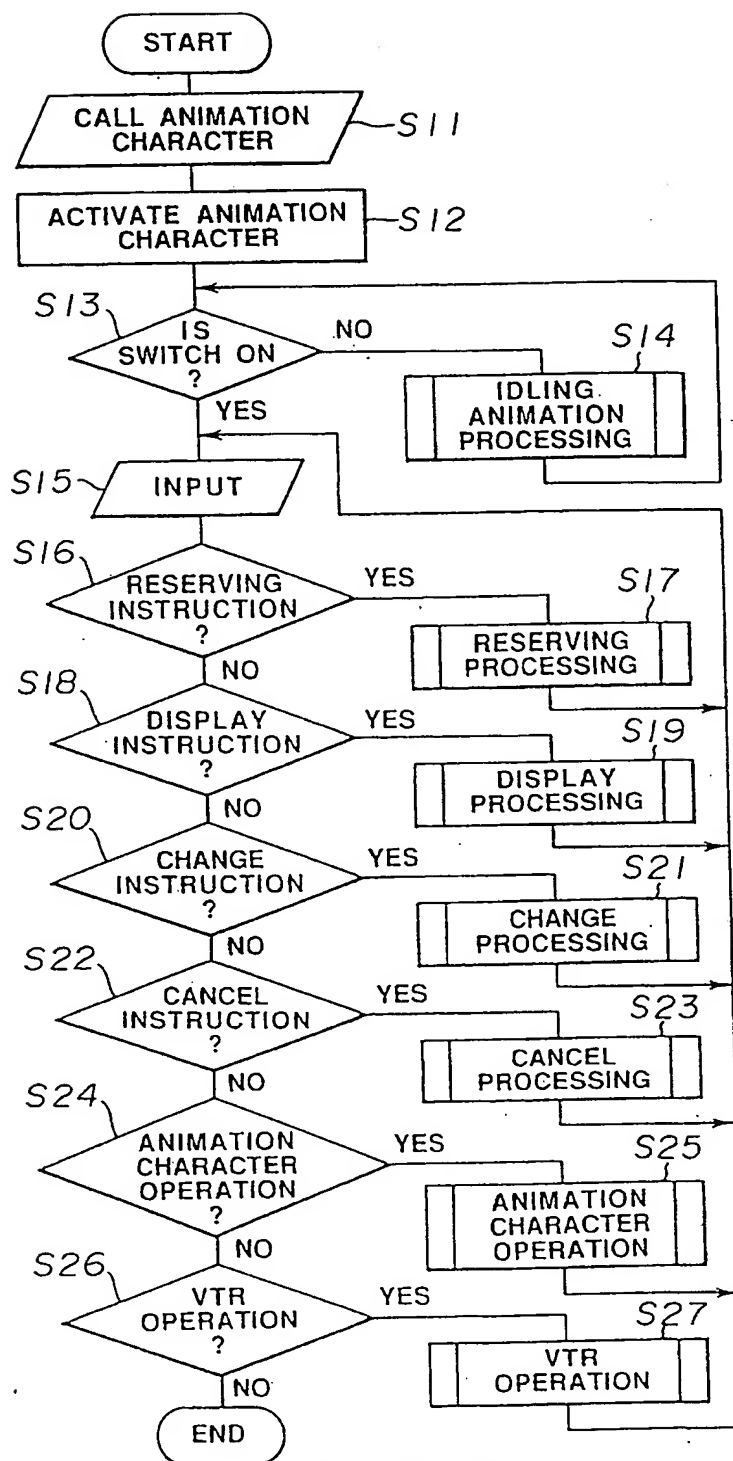 START
CALL ANIMATION
CHARACTER
S11
ACTIVATE ANIMATION
CHARACTER
S12
S13
IS
SWITCH ON
?
NO
YES
S14
IDLING
ANIMATION
PROCESSING
S15
INPUT
S16
RESERVING
INSTRUCTION
?
YES
NO
S17
RESERVING
PROCESSING
S18
DISPLAY
INSTRUCTION
?
YES
NO
S19
DISPLAY
PROCESSING
S20
CHANGE
INSTRUCTION
?
YES
NO
S21
CHANGE
PROCESSING
S22
CANCEL
INSTRUCTION
?
YES
NO
S23
CANCEL
PROCESSING
S24
ANIMATION
CHARACTER
OPERATION
?
YES
NO
S25
ANIMATION
CHARACTER
OPERATION
S26
VTR
OPERATION
?
YES
NO
S27
VTR
OPERATION
END